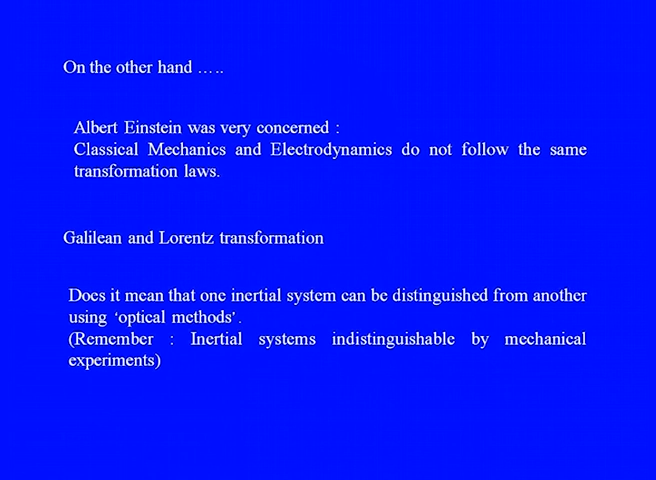 On the other hand …..
Albert Einstein was very concerned :
Classical Mechanics and Electrodynamics do not follow the same
transformation laws.
Galilean and Lorentz transformation
Does it mean that one inertial system can be distinguished from another
using ‘optical methods’.
(Remember : Inertial systems indistinguishable by mechanical
experiments)